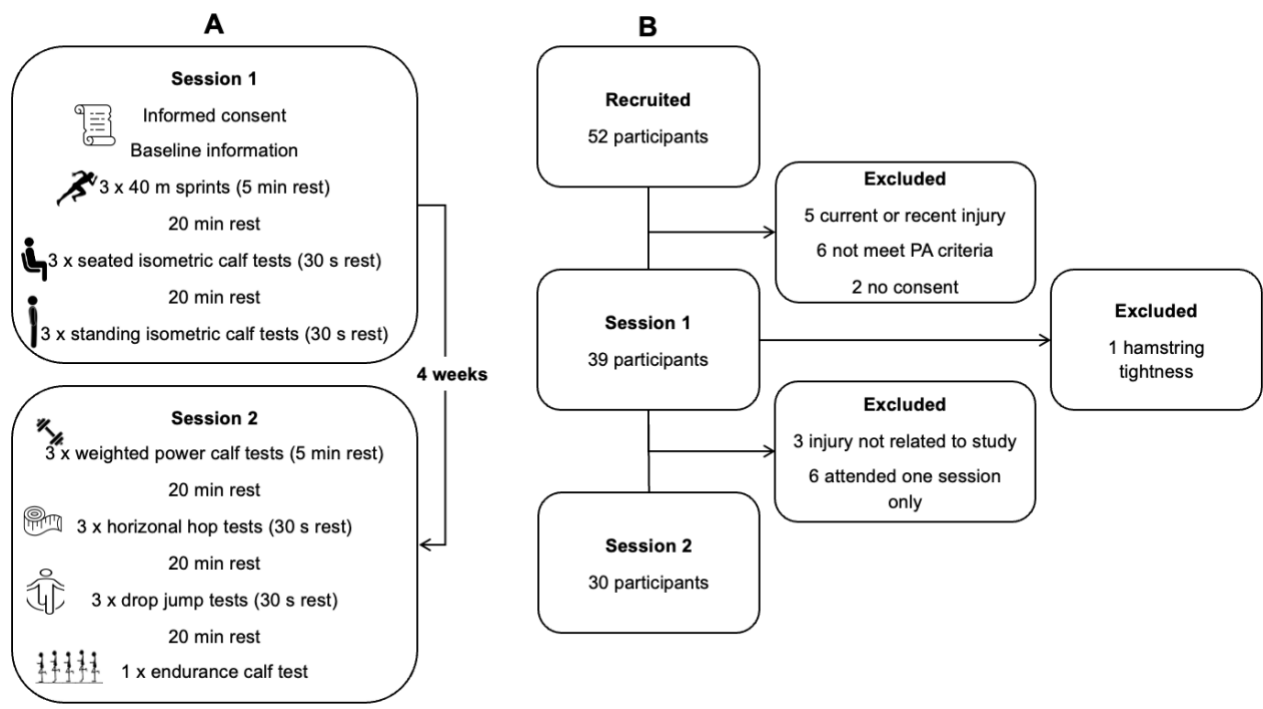 A
Session 1
Informed consent
Baseline information
3 x 40 m sprints (5 min rest)
20 min rest
3 x seated isometric calf tests (30 s rest)
20 min rest
3 x standing isometric calf tests (30 s rest)
4 weeks
Session 2
3 x weighted power calf tests (5 min rest)
20 min rest
3 x horizonal hop tests (30 s rest)
20 min rest
3 x drop jump tests (30 s rest)
20 min rest
1 x endurance calf test
B
Recruited
52 participants
Excluded
5 current or recent injury
6 not meet PA criteria
2 no consent
Session 1
39 participants
Excluded
1 hamstring
tightness
Excluded
3 injury not related to study
6 attended one session
only
Session 2
30 participants